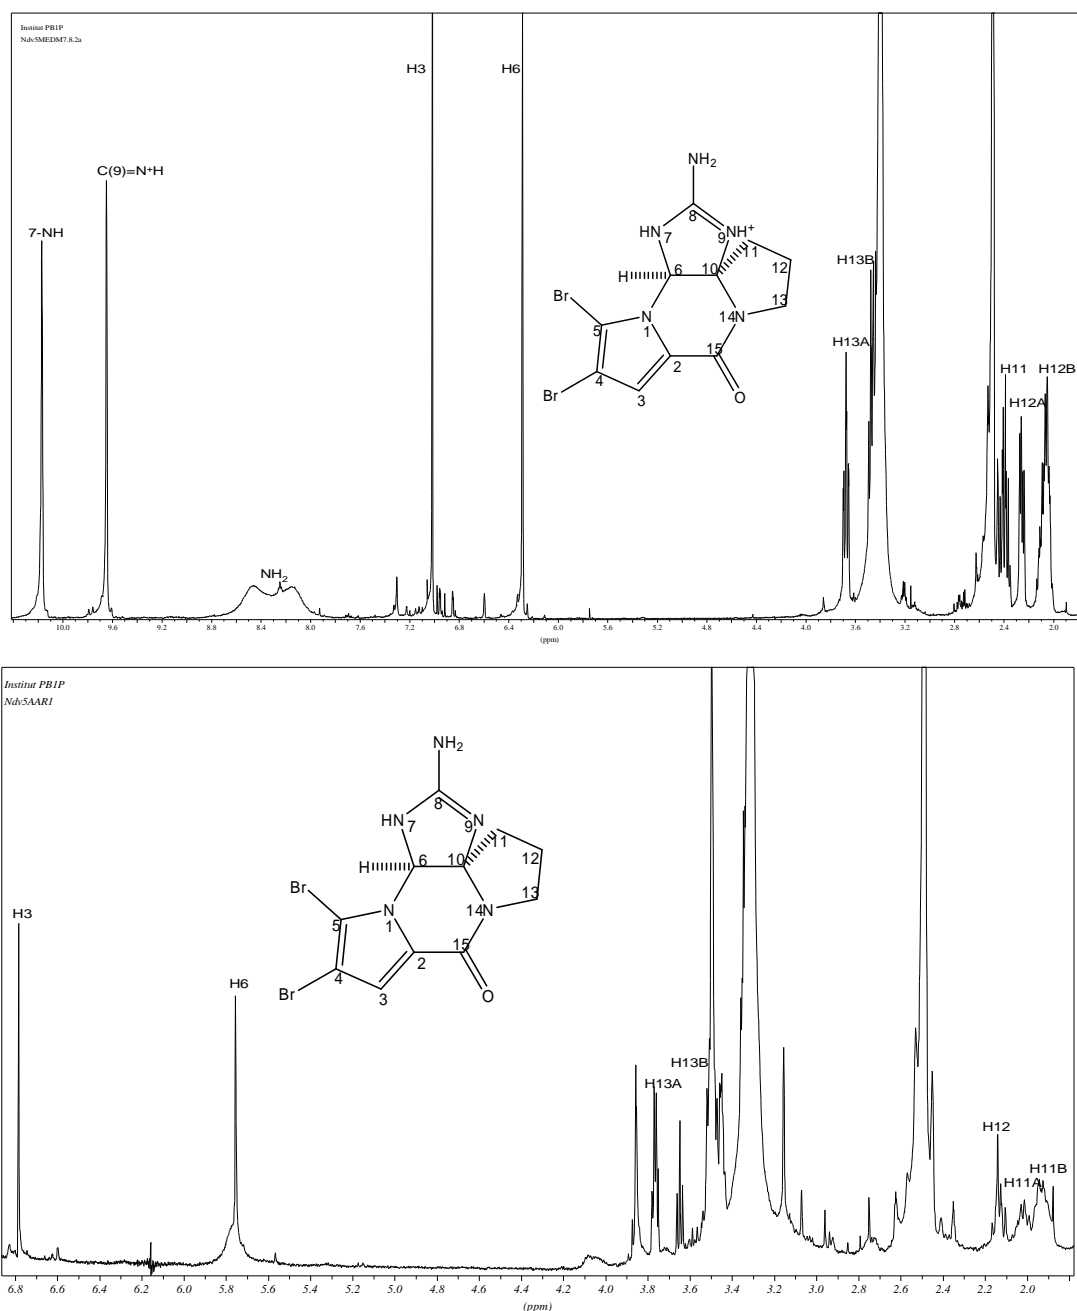 Institut PB1P
Ndv5MEDM7.8.2a
H3
H6
C(9)=N+H
7-NH
NH2
H13B
H13A
H11
H12B
H12A
NH2
8
HN 7
9 NH+
11
12
H
6
10
13
Br
N
1
14N
5
15
2
4
Br
3
O
10.0 9.6 9.2 8.8 8.4 8.0 7.6 7.2 6.8 6.4 6.0 5.6 5.2 4.8 4.4 4.0 3.6 3.2 2.8 2.4 2.0
(ppm)
Institut PB1P
Ndv5AAR1
NH2
8
HN 7
9 N
11
12
H
6
10
13
Br
N
1
14N
5
15
2
4
Br
3
O
H3
H6
H13B
H13A
H12
H11B
H11A
6.8 6.6 6.4 6.2 6.0 5.8 5.6 5.4 5.2 5.0 4.8 4.6 4.4 4.2 4.0 3.8 3.6 3.4 3.2 3.0 2.8 2.6 2.4 2.2 2.0
(ppm)